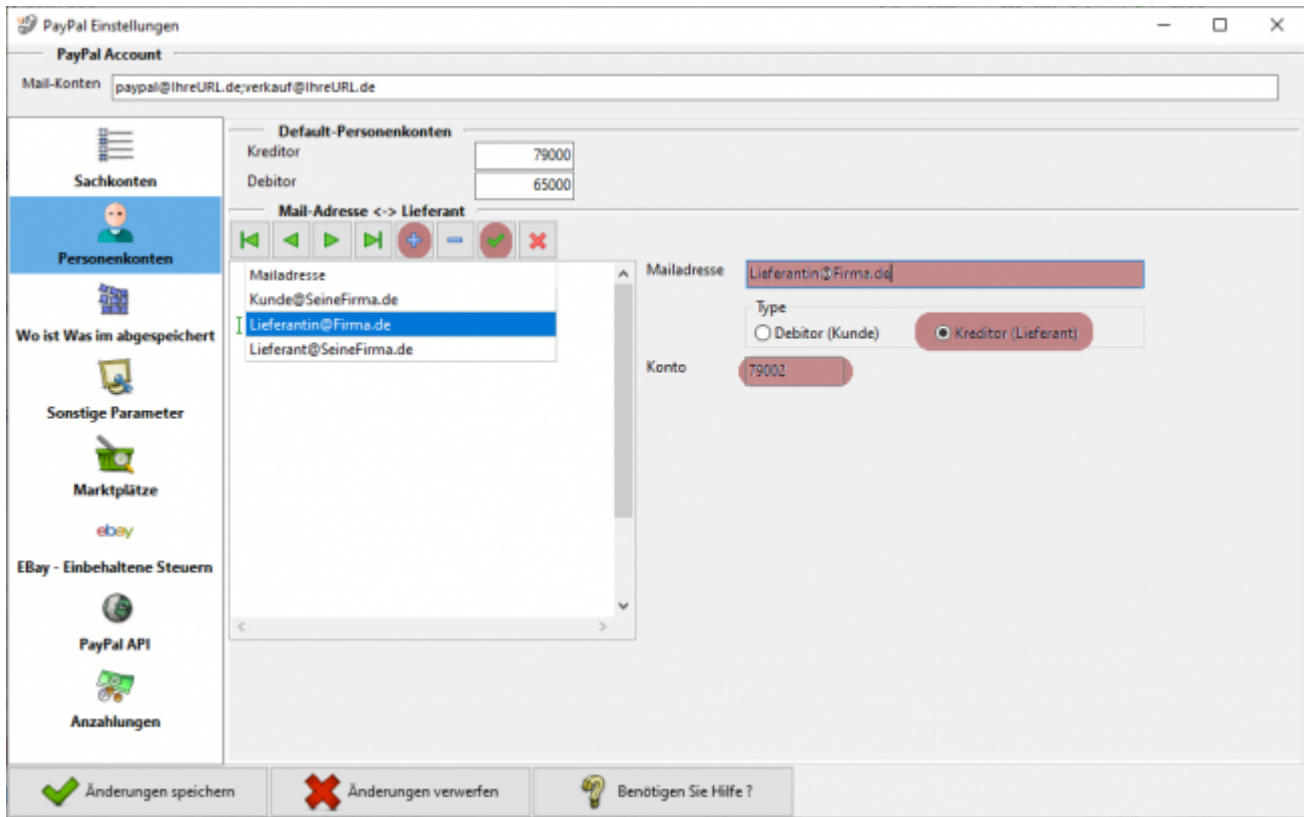 PayPal Einstellungen
PayPal Account
Mail-Konten paypal@IhreURL.de;verkauf@IhreURL.de
Sachkonten
Personenkonten
Wo ist Was im abgespeichert
Sonstige Parameter
Marktplätze
ebay
EBay - Einbehaltene Steuern
PayPal API
Anzahlungen
Default-Personenkonten
Kreditor 79000
Debitor 65000
Mail-Adresse <-> Lieferant
Mailadresse
Kunde@SeineFirma.de
Lieferantin@Firma.de
Lieferant@SeineFirma.de
Mailadresse Lieferantin@Firma.de
Type
Debitor (Kunde) Kreditor (Lieferant)
Konto 79002
Änderungen speichern Änderungen verwerfen Benötigen Sie Hilfe ?